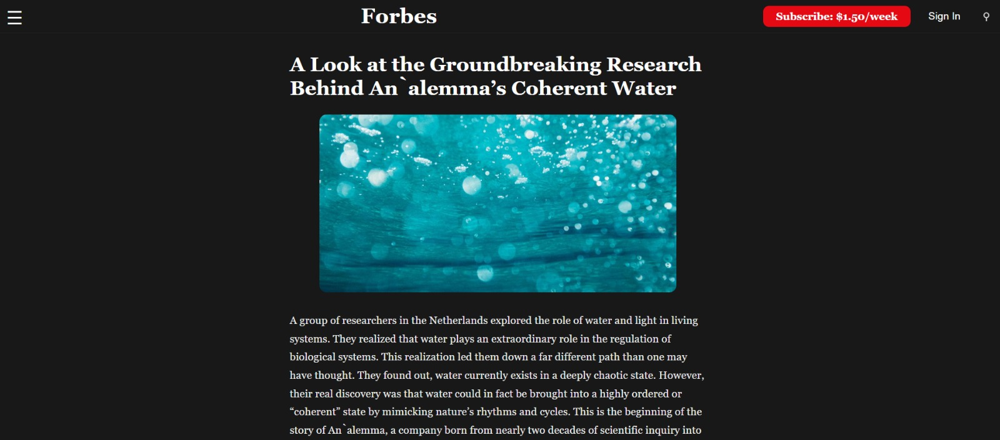 Forbes
Subscribe: $1.50/week
Sign In
A Look at the Groundbreaking Research
Behind An`alemma’s Coherent Water
A group of researchers in the Netherlands explored the role of water and light in living
systems. They realized that water plays an extraordinary role in the regulation of
biological systems. This realization led them down a far different path than one may
have thought. They found out, water currently exists in a deeply chaotic state. However,
their real discovery was that water could in fact be brought into a highly ordered or
“coherent” state by mimicking nature’s rhythms and cycles. This is the beginning of the
story of An`alemma, a company born from nearly two decades of scientific inquiry into